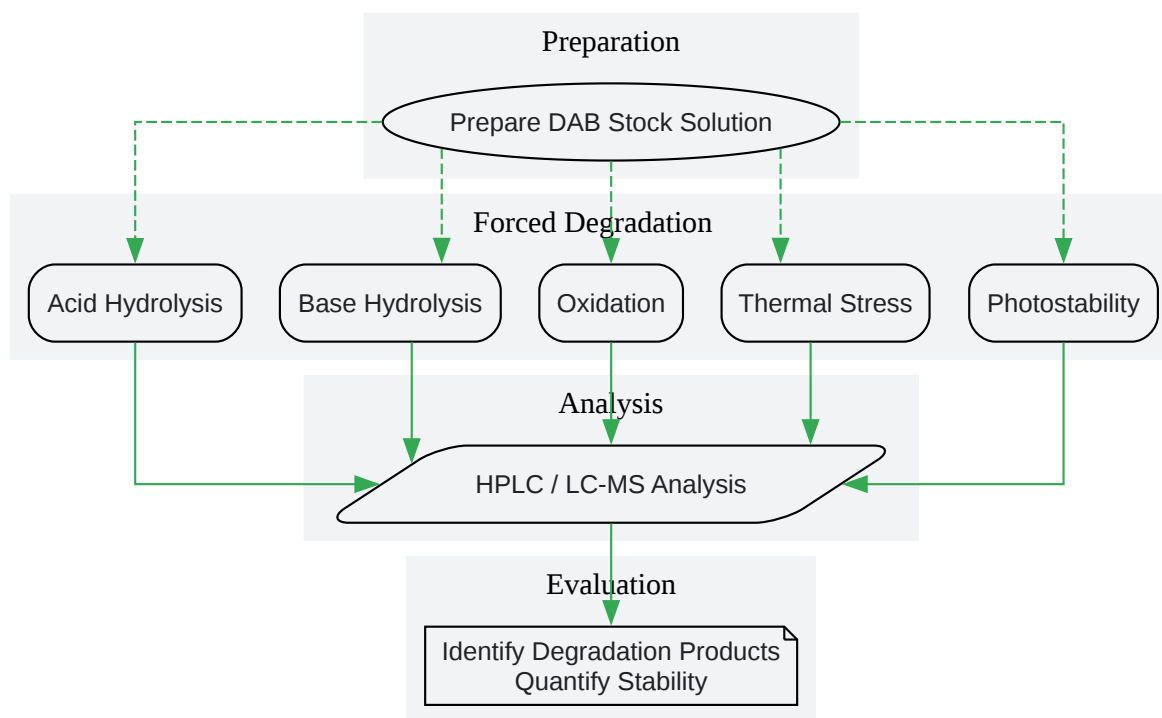 Preparation
Prepare DAB Stock Solution
Forced Degradation
Acid Hydrolysis
Base Hydrolysis
Oxidation
Thermal Stress
Photostability
Analysis
HPLC / LC-MS Analysis
Evaluation
Identify Degradation Products
Quantify Stability